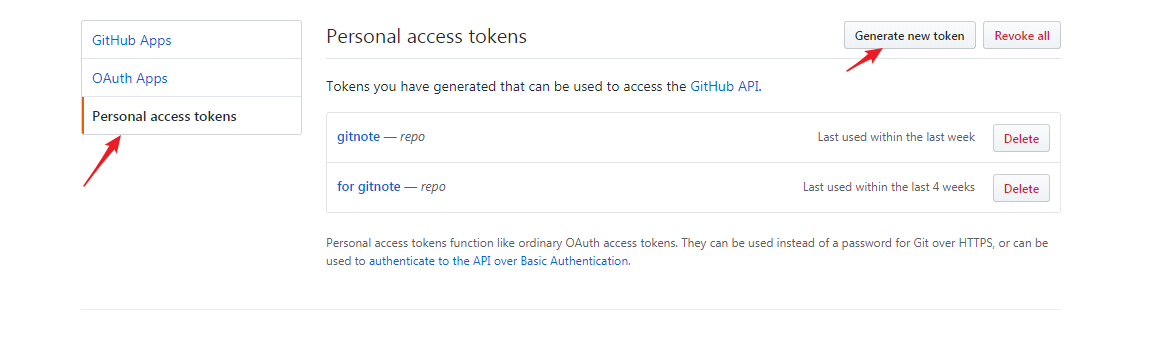 GitHub Apps
OAuth Apps
Personal access tokens
Personal access tokens
Generate new token
Revoke all
Tokens you have generated that can be used to access the GitHub API.
gitnote — repo
Last used within the last week
Delete
for gitnote — repo
Last used within the last 4 weeks
Delete
Personal access tokens function like ordinary OAuth access tokens. They can be used instead of a password for Git over HTTPS, or can be
used to authenticate to the API over Basic Authentication.